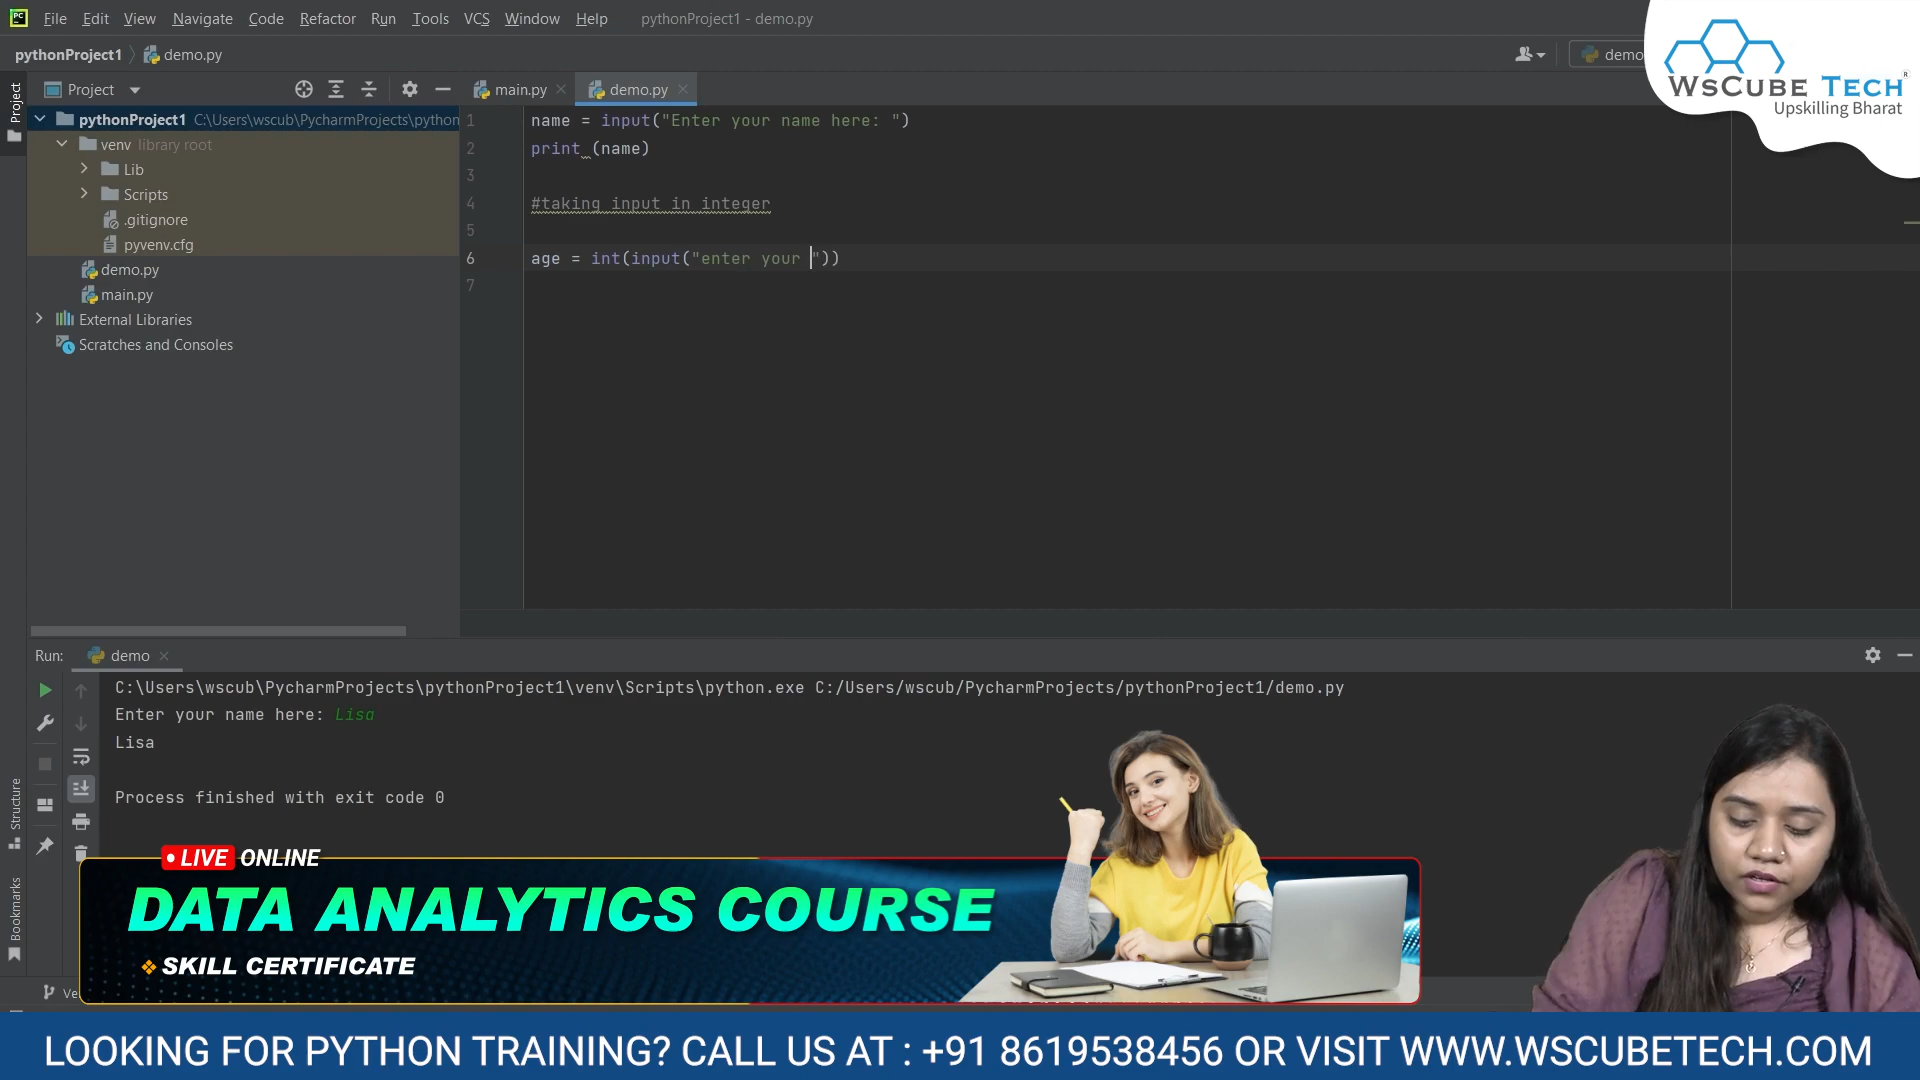 File Edit View Navigate Code Refactor Run Tools VCS Window Help pythonProject1 - demo.py
pythonProject1 demo.py
demo
WsCube Tech®
Upskilling Bharat
Project
Project
main.py demo.py
pythonProject1 C:\Users\wscub\PycharmProjects\python
venv library root
Lib
Scripts
.gitignore
pyvenv.cfg
demo.py
main.py
External Libraries
Scratches and Consoles
1 name = input("Enter your name here: ")
2 print (name)
3
4 #taking input in integer
5
6 age = int(input("enter your "))
7
Run: demo
C:\Users\wscub\PycharmProjects\pythonProject1\venv\Scripts\python.exe C:/Users/wscub/PycharmProjects/pythonProject1/demo.py
Enter your name here: Lisa
Lisa
Process finished with exit code 0
Structure
Bookmarks
LIVE ONLINE
DATA ANALYTICS COURSE
SKILL CERTIFICATE
LOOKING FOR PYTHON TRAINING? CALL US AT : +91 8619538456 OR VISIT WWW.WSCUBETECH.COM